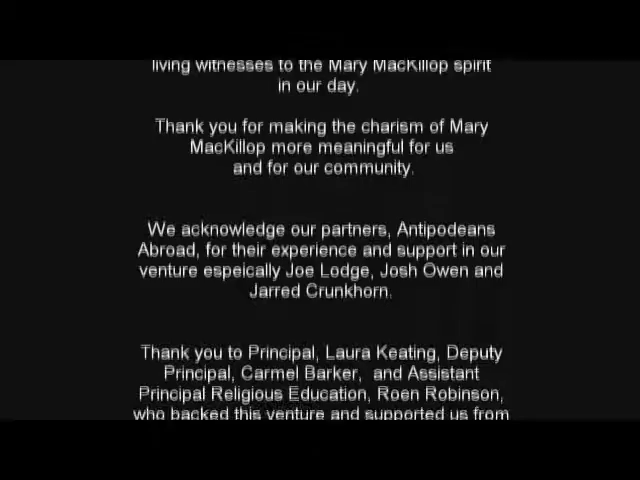 living witnesses to the Mary MacKillop spirit
in our day.
Thank you for making the charism of Mary
MacKillop more meaningful for us
and for our community.
We acknowledge our partners, Antipodeans
Abroad, for their experience and support in our
venture espeically Joe Lodge, Josh Owen and
Jarred Crunkhorn.
Thank you to Principal, Laura Keating, Deputy
Principal, Carmel Barker, and Assistant
Principal Religious Education, Roen Robinson,
who backed this venture and supported us from